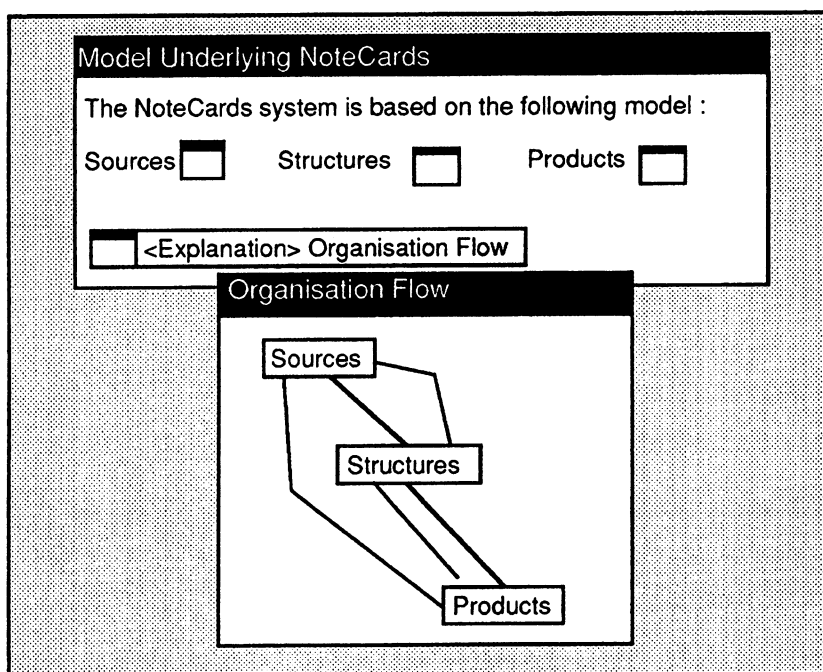 Model Underlying NoteCards
The NoteCards system is based on the following model :
Sources Structures Products
<Explanation> Organisation Flow
Organisation Flow
Sources
Structures
Products